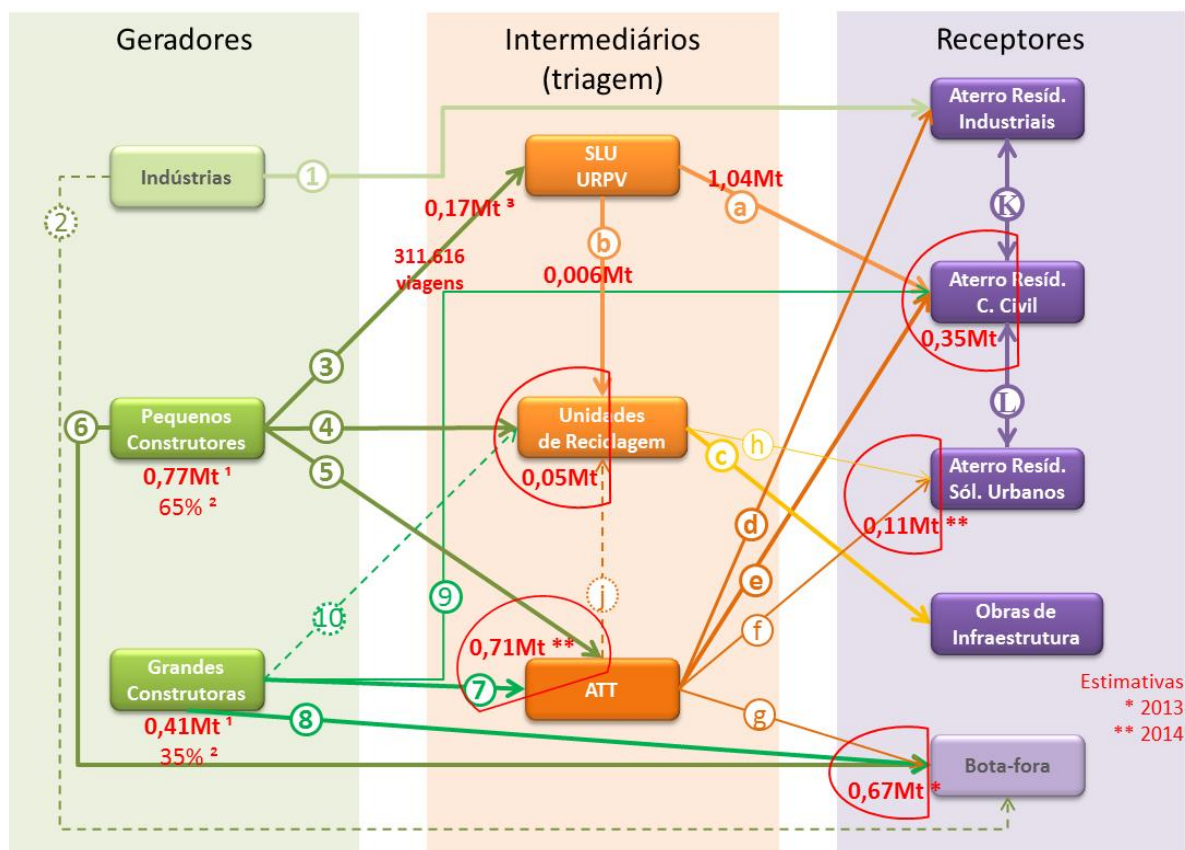 Geradores
Intermediários
(triagem)
Receptores
Indústrias
1
2
SLU
URPV
Aterro Resíd.
Industriais
0,17Mt ³
1,04Mt
a
b
K
311.616
viagens
0,006Mt
Aterro Resíd.
C. Civil
0,35Mt
3
4
5
6
Pequenos
Construtores
0,77Mt ¹
65% ²
Unidades
de Reciclagem
0,05Mt
h
c
L
Aterro Resíd.
Sól. Urbanos
0,11Mt **
d
e
f
g
j
9
10
Obras de
Infraestrutura
0,71Mt **
ATT
Grandes
Construtoras
0,41Mt ¹
35% ²
7
8
Estimativas
* 2013
** 2014
Bota-fora
0,67Mt *